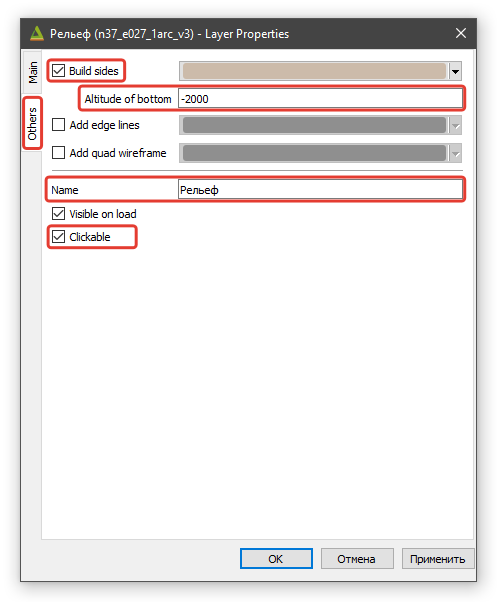 Рельеф (n37_e027_1arc_v3) - Layer Properties
Main
Others
Build sides
Altitude of bottom -2000
Add edge lines
Add quad wireframe
Name Рельеф
Visible on load
Clickable
OK Отмена Применить